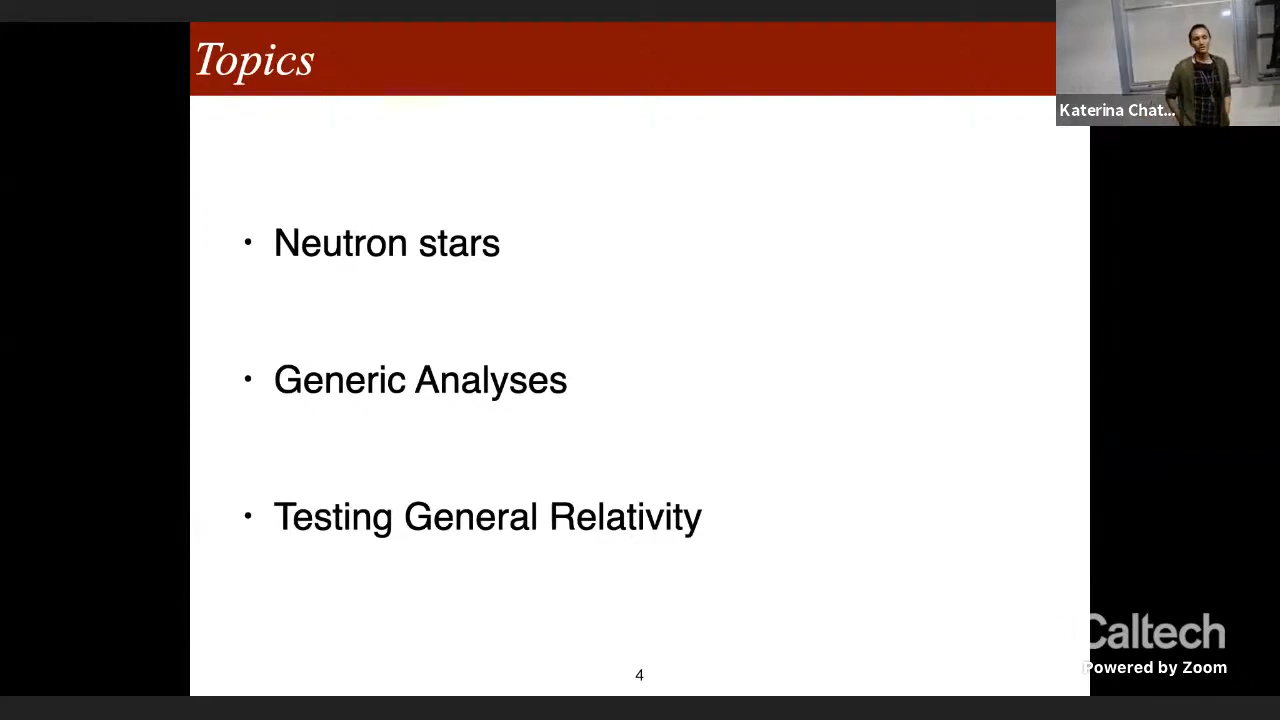 Topics
Katerina Chat...
• Neutron stars
• Generic Analyses
• Testing General Relativity
Caltech
Powered by Zoom
4